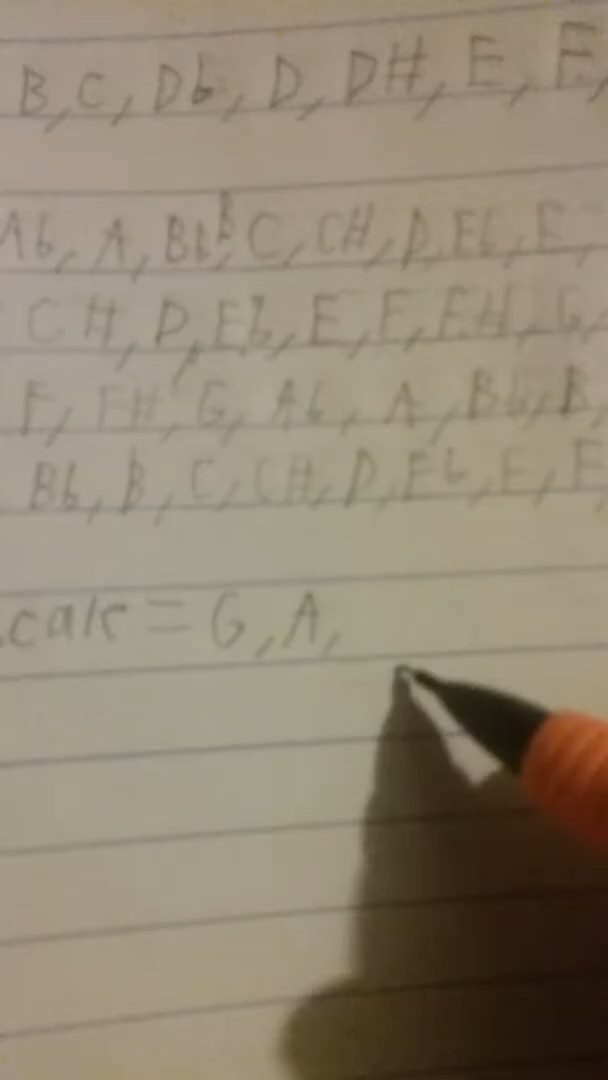 B, C, Db, D, D#, E, F,
Ab, A, Bb, B, C, C#, D, Eb, E,
C#, D, Eb, E, F, F#, G,
F, F#, G, Ab, A, Bb, B,
Bb, B, C, C#, D, Eb, E, F,
cale = G, A,